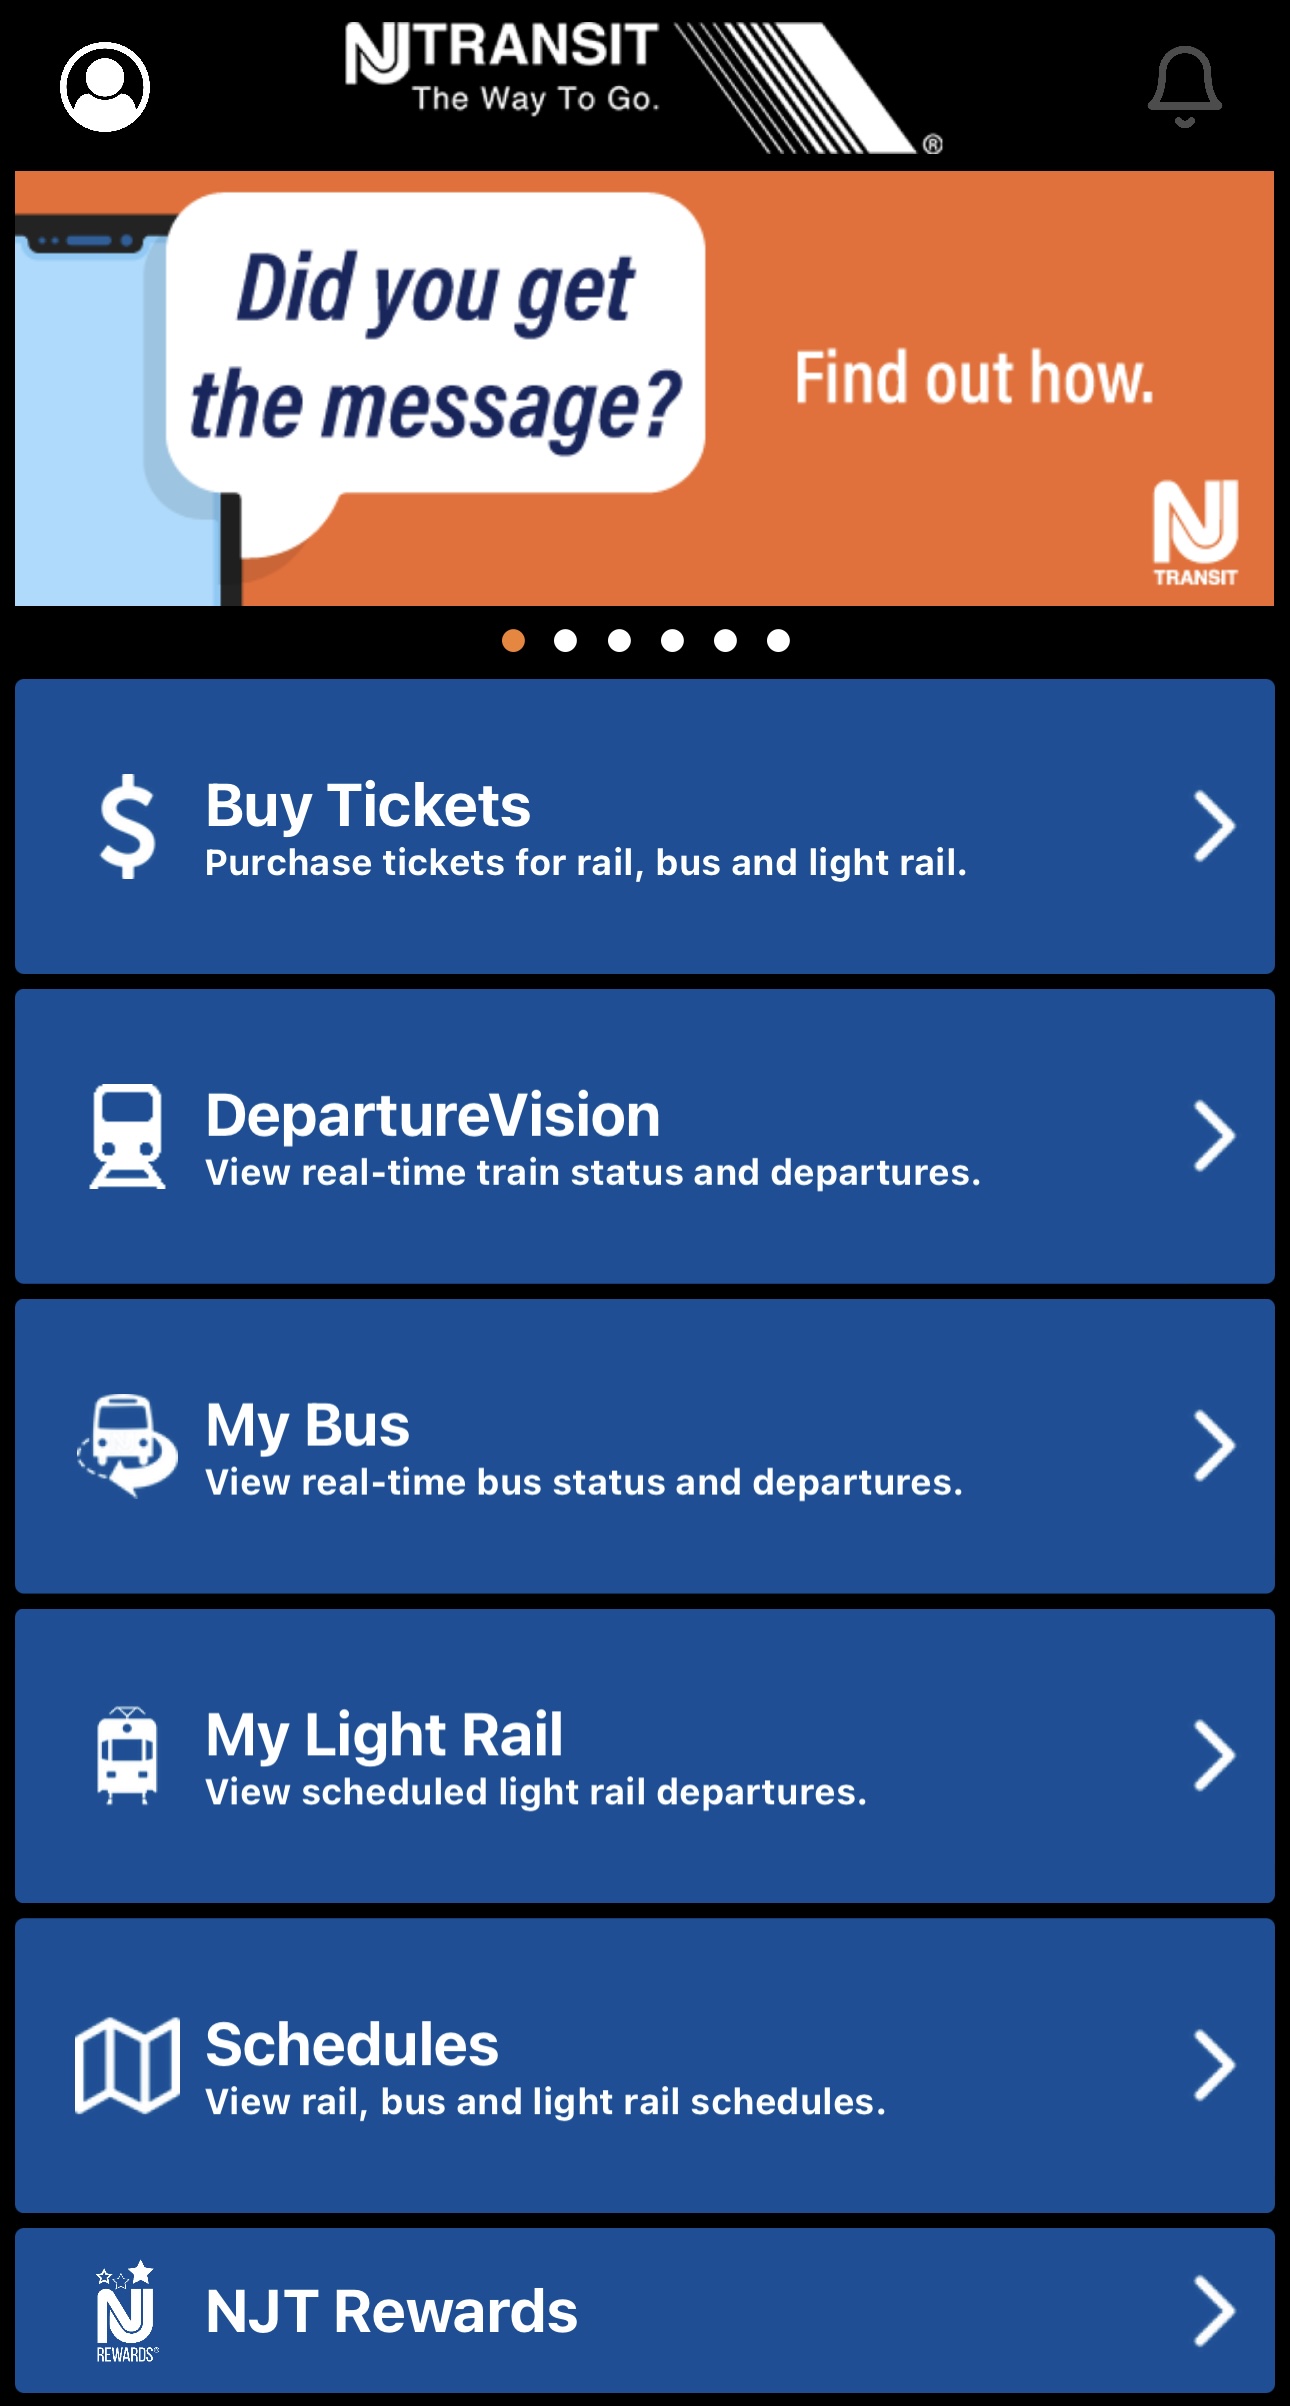 NJTRANSIT
The Way To Go.
®
Did you get
the message?
Find out how.
NJ
TRANSIT
Buy Tickets
Purchase tickets for rail, bus and light rail.
DepartureVision
View real-time train status and departures.
My Bus
View real-time bus status and departures.
My Light Rail
View scheduled light rail departures.
Schedules
View rail, bus and light rail schedules.
NJ
REWARDS®
NJT Rewards